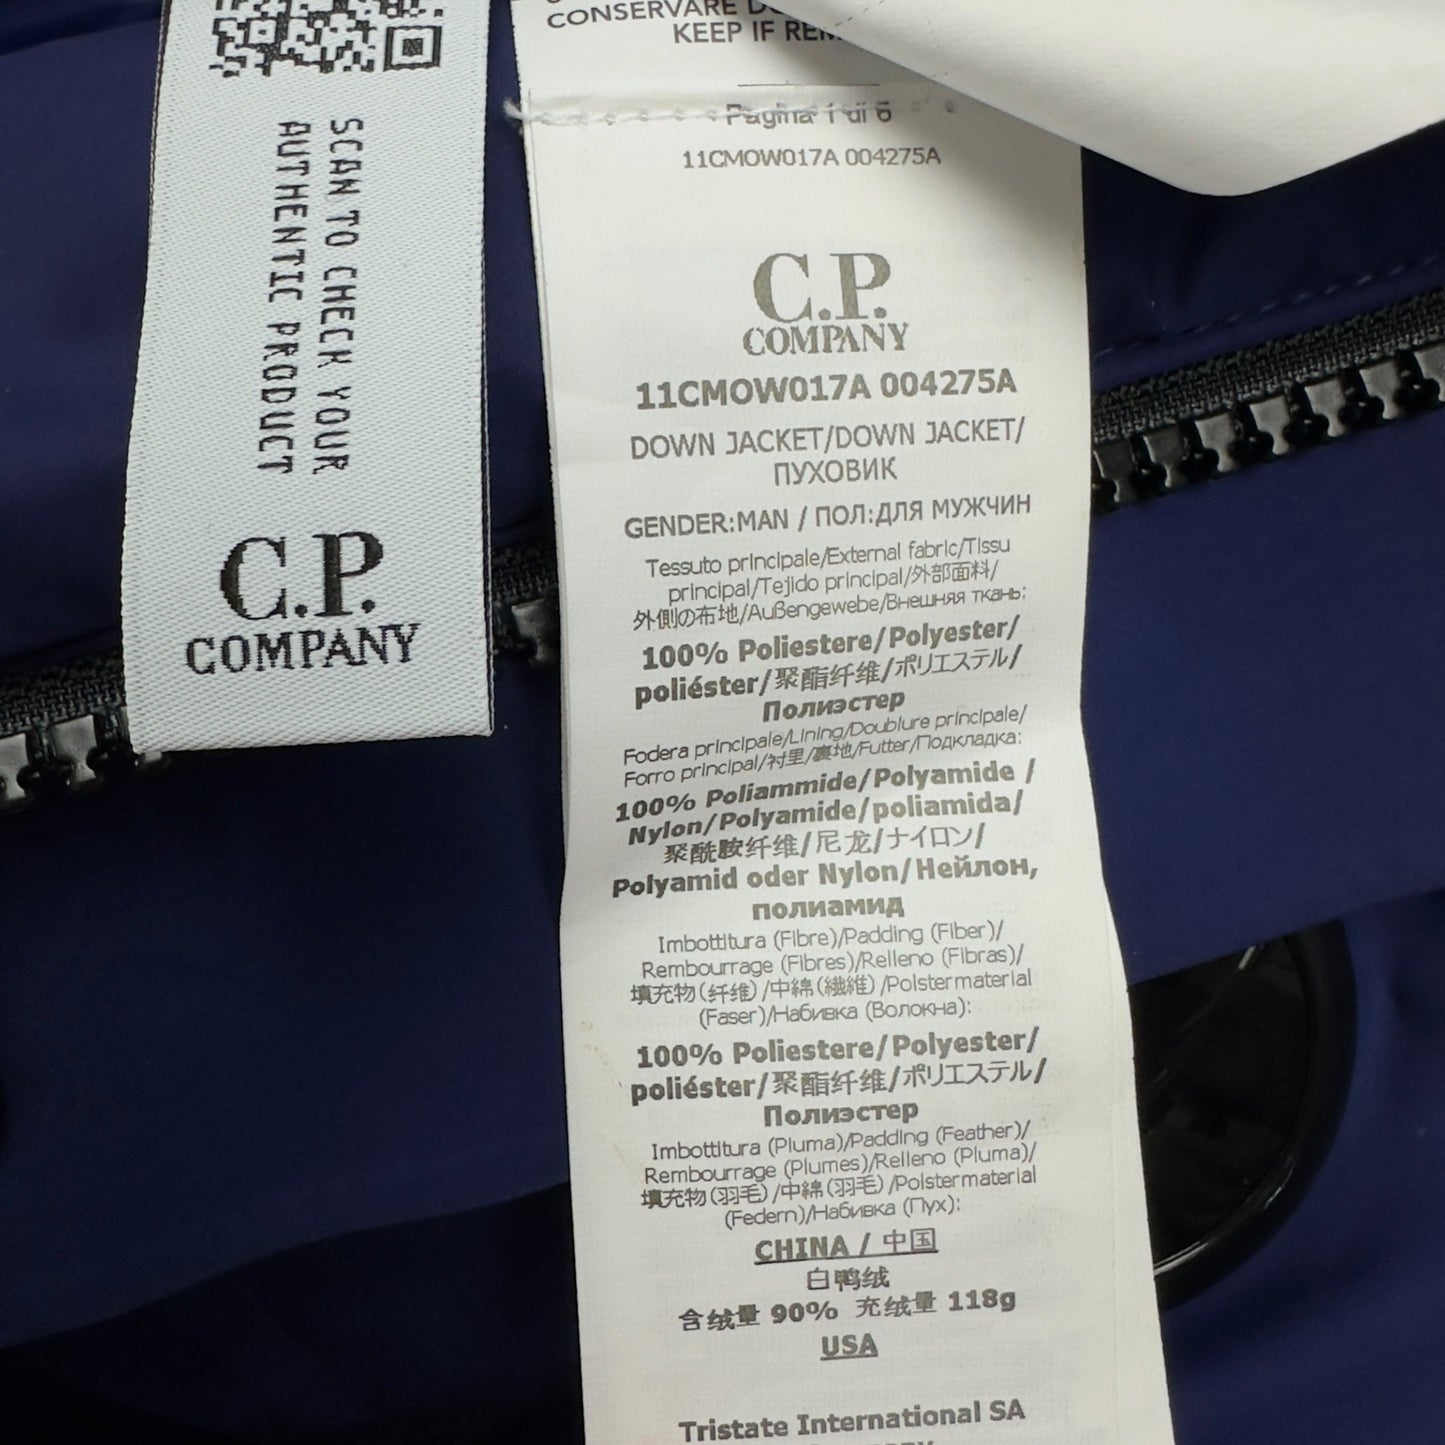 SCAN TO CHECK YOUR
AUTHENTIC PRODUCT
C.P.
COMPANY
CONSERVARE
KEEP IF
Pagina 1 di 6
11CMOW017A 004275A
C.P.
COMPANY
11CMOW017A 004275A
DOWN JACKET/DOWN JACKET/
ПУХОВИК
GENDER:MAN / ПОЛ:ДЛЯ МУЖЧИН
Tessuto principale/External fabric/Tissu
principal/Tejido principal/外部面料/
外側の布地/Außengewebe/Внешняя ткань:
100% Poliestere/Polyester/
poliéster/聚酯纤维/ポリエステル/
Полиэстер
Fodera principale/Lining/Doublure principale/
Forro principal/衬里/裏地/Futter/Подкладка:
100% Poliammide/Polyamide /
Nylon/Polyamide/poliamida/
聚酰胺纤维/尼龙/ナイロン/
Polyamid oder Nylon/Нейлон,
полиамид
Imbottitura (Fibre)/Padding (Fiber)/
Rembourrage (Fibres)/Relleno (Fibras)/
填充物(纤维)/中綿(繊維)/Polstermaterial
(Faser)/Набивка (Волокна):
100% Poliestere/Polyester/
poliéster/聚酯纤维/ポリエステル/
Полиэстер
Imbottitura (Piuma)/Padding (Feather)/
Rembourrage (Plumes)/Relleno (Pluma)/
填充物(羽毛)/中綿(羽毛)/Polstermaterial
(Federn)/Набивка (Пух):
CHINA / 中国
白鸭绒
含绒量 90% 充绒量 118g
USA
Tristate International SA